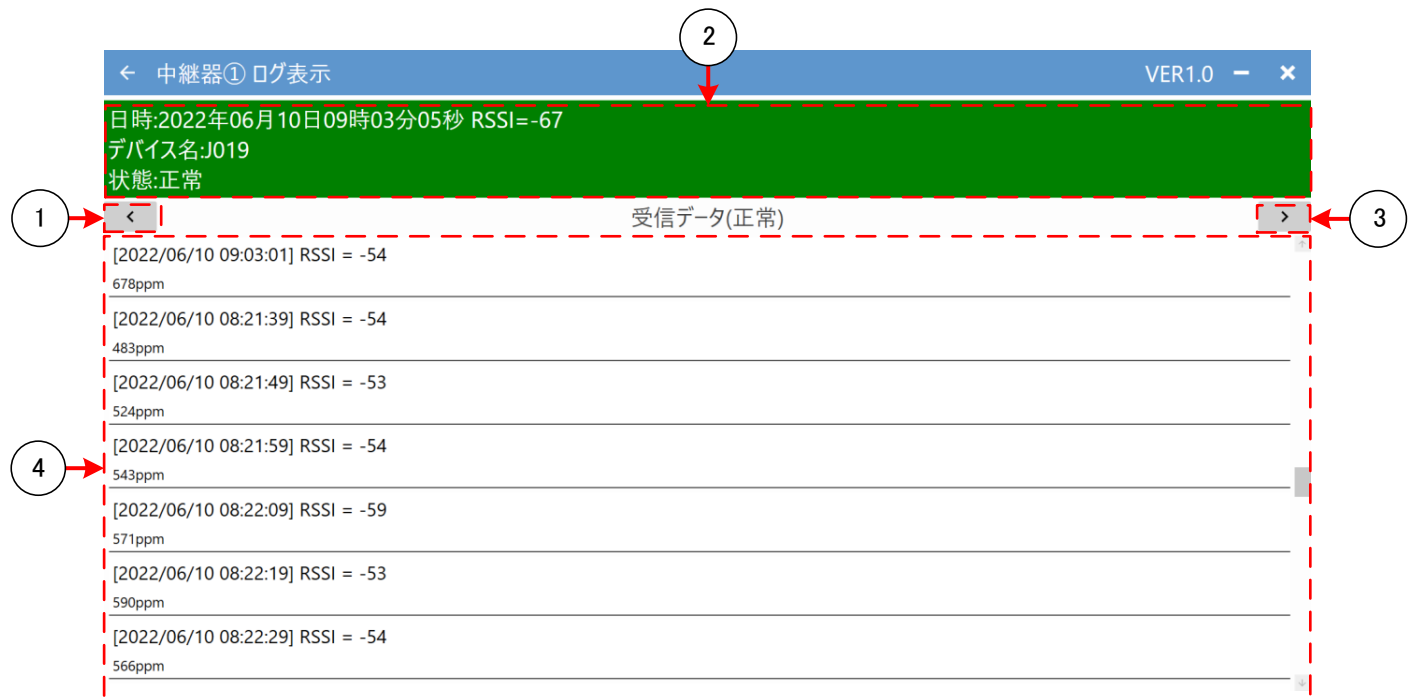 2
← 中継器① ログ表示 VER1.0 − ×
日時:2022年06月10日09時03分05秒 RSSI=-67
デバイス名:J019
状態:正常
1 < 受信データ(正常) > 3
[2022/06/10 09:03:01] RSSI = -54
678ppm
[2022/06/10 08:21:39] RSSI = -54
483ppm
[2022/06/10 08:21:49] RSSI = -53
524ppm
[2022/06/10 08:21:59] RSSI = -54
4
543ppm
[2022/06/10 08:22:09] RSSI = -59
571ppm
[2022/06/10 08:22:19] RSSI = -53
590ppm
[2022/06/10 08:22:29] RSSI = -54
566ppm